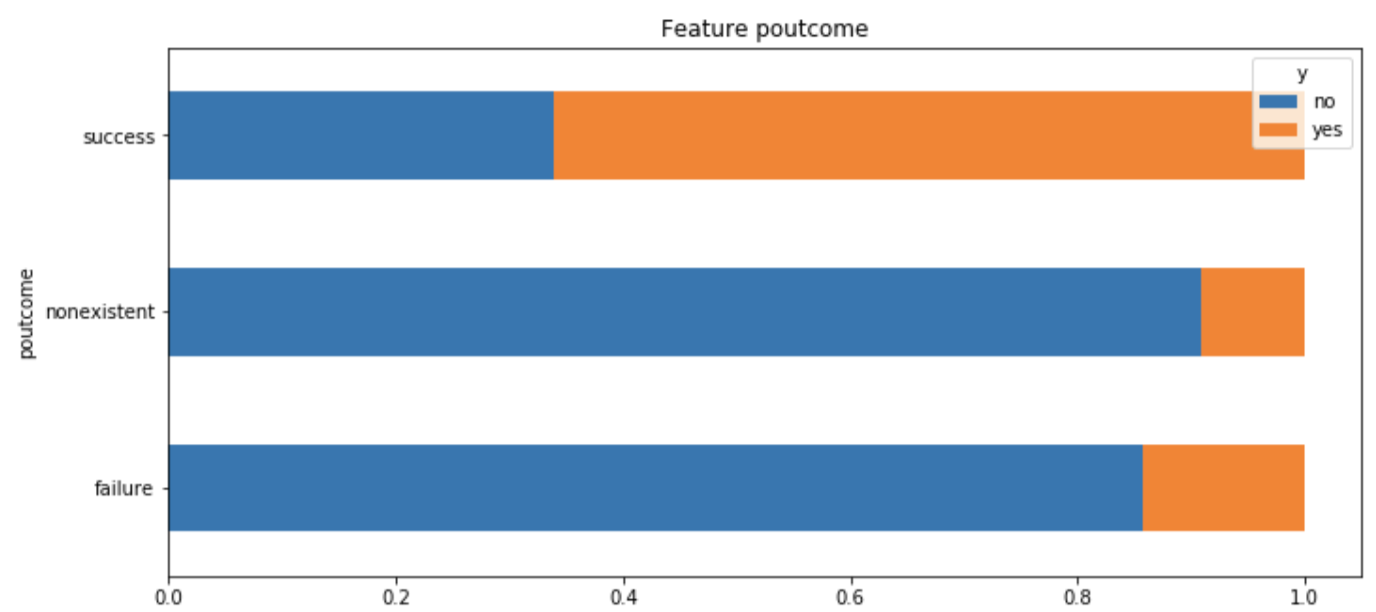 Feature poutcome
y
no
yes
success
nonexistent
failure
poutcome
0.0 0.2 0.4 0.6 0.8 1.0